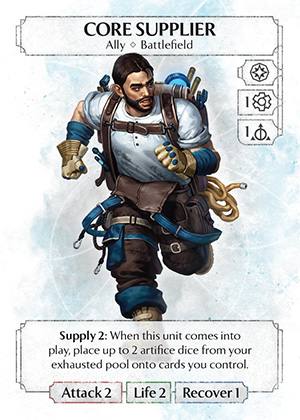 CORE SUPPLIER
Ally ◇ Battlefield
1
1
Supply 2: When this unit comes into
play, place up to 2 artifice dice from your
exhausted pool onto cards you control.
Attack 2 Life 2 Recover 1